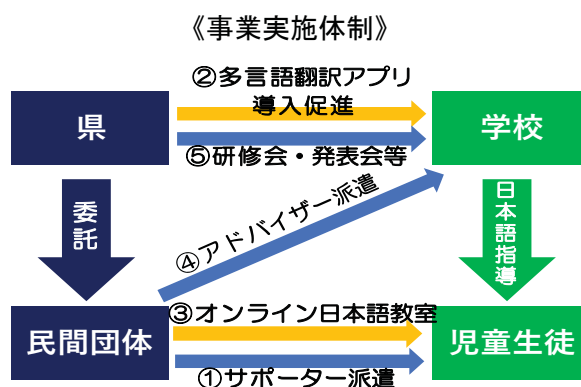 《事業実施体制》
②多言語翻訳アプリ
導入促進
県
学校
⑤研修会・発表会等
委託
④アドバイザー派遣
日本語指導
③オンライン日本語教室
民間団体
児童生徒
①サポーター派遣